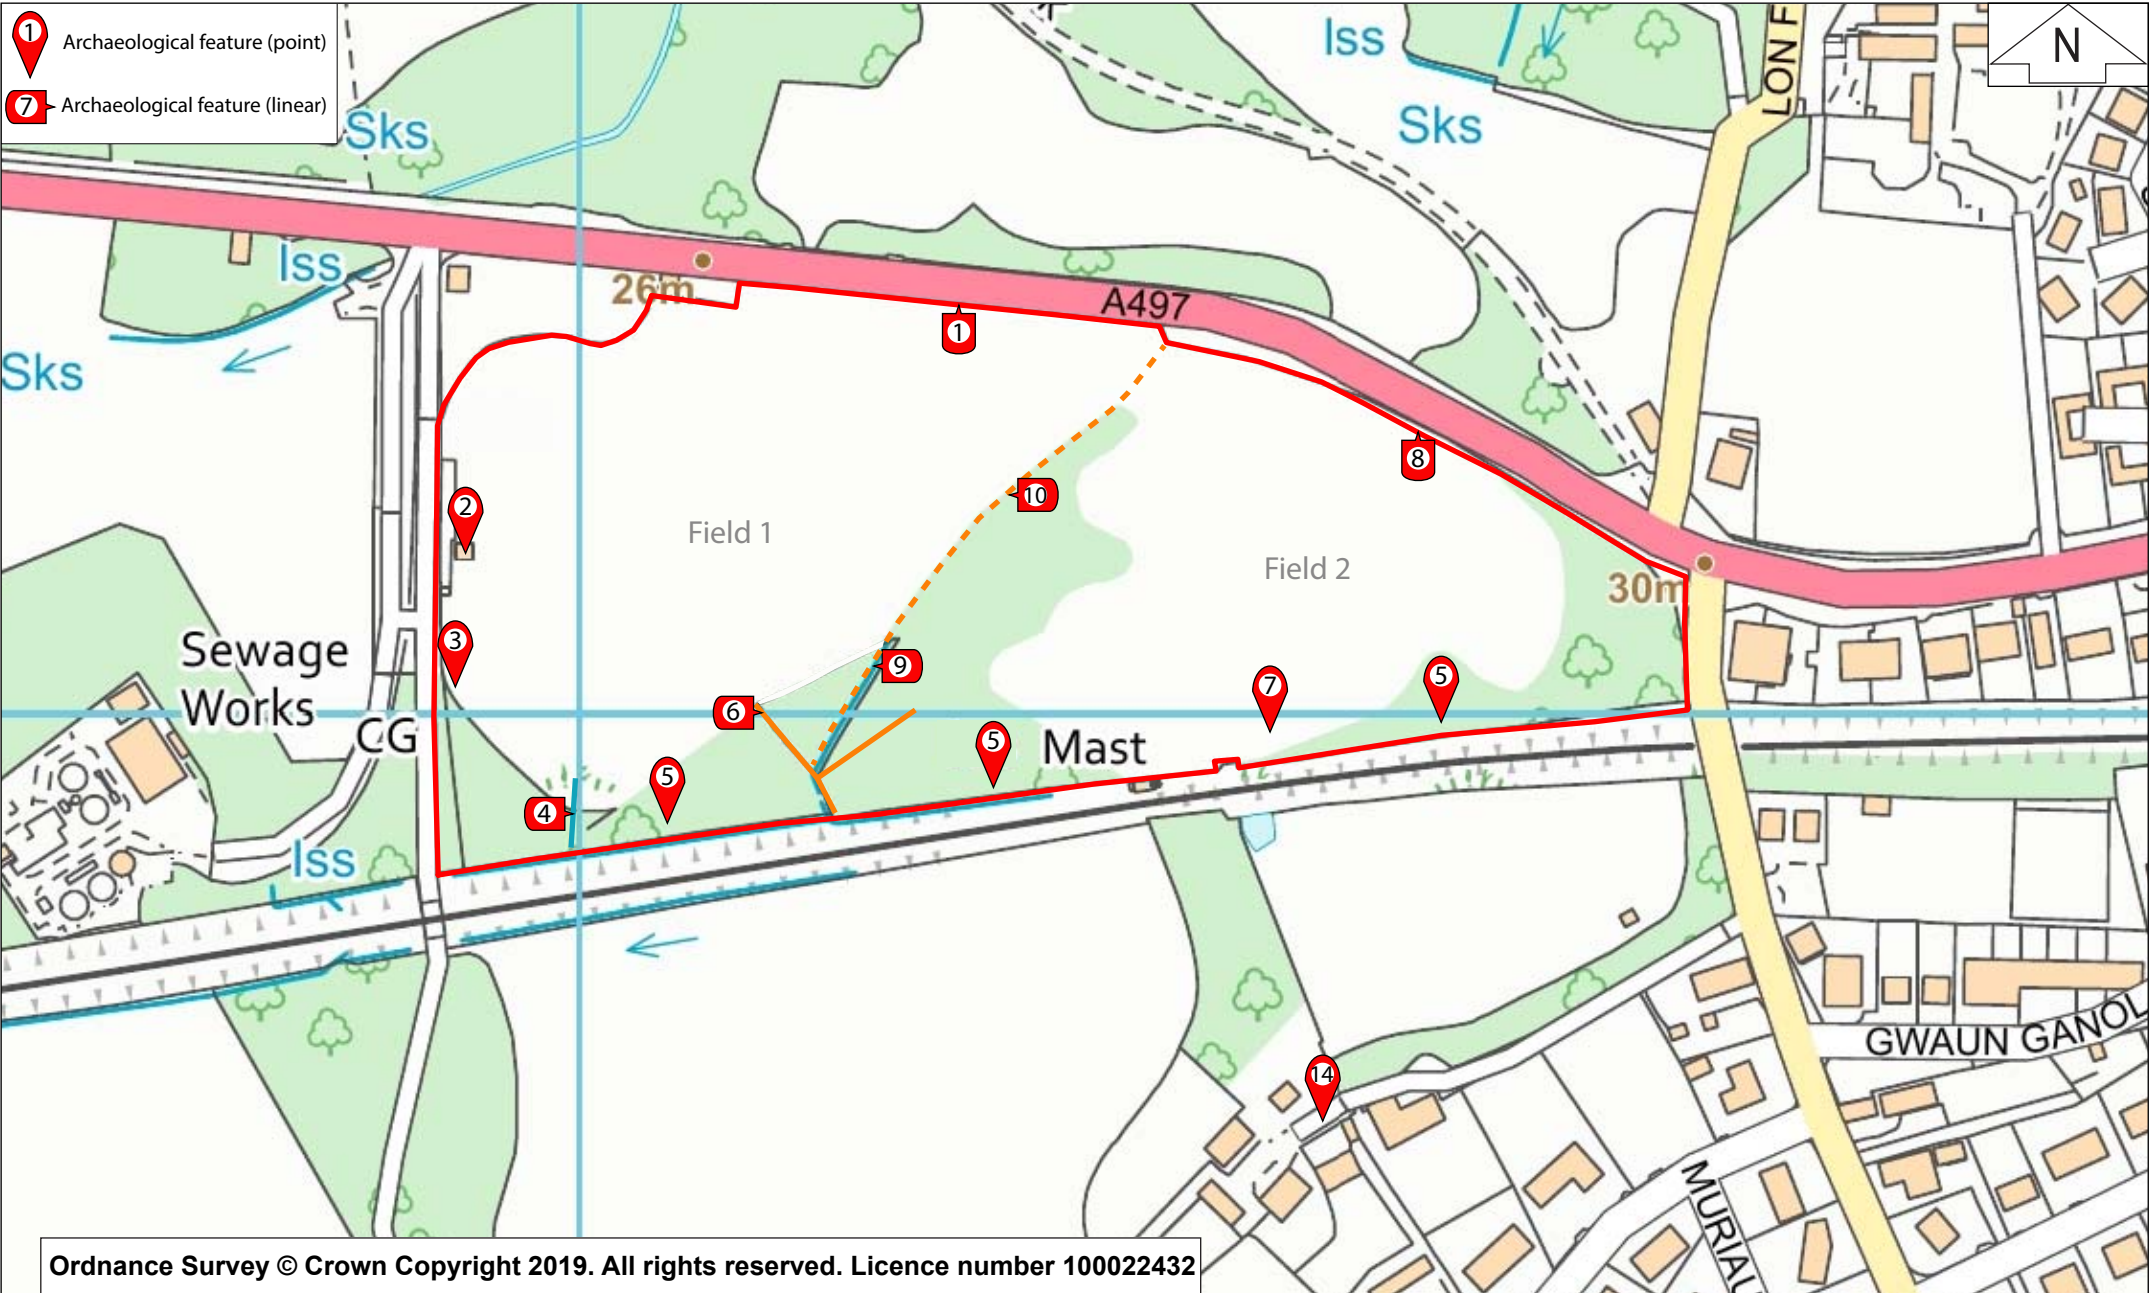 1 Archaeological feature (point)
7 Archaeological feature (linear)
N
Iss
LON F
Sks
Sks
Iss
26m
A497
1
Sks
8
2
10
Field 1
Field 2
30m
3
Sewage
Works
9
7
5
6
CG
5
Mast
5
4
Iss
GWAUN GANOL
14
MURIAU
Ordnance Survey © Crown Copyright 2019. All rights reserved. Licence number 100022432